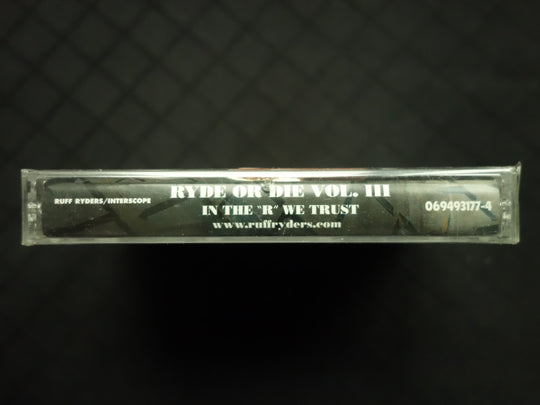 RYDE OR DIE VOL. III
RUFF RYDERS/INTERSCOPE
IN THE "R" WE TRUST
069493177-4
www.ruffryders.com